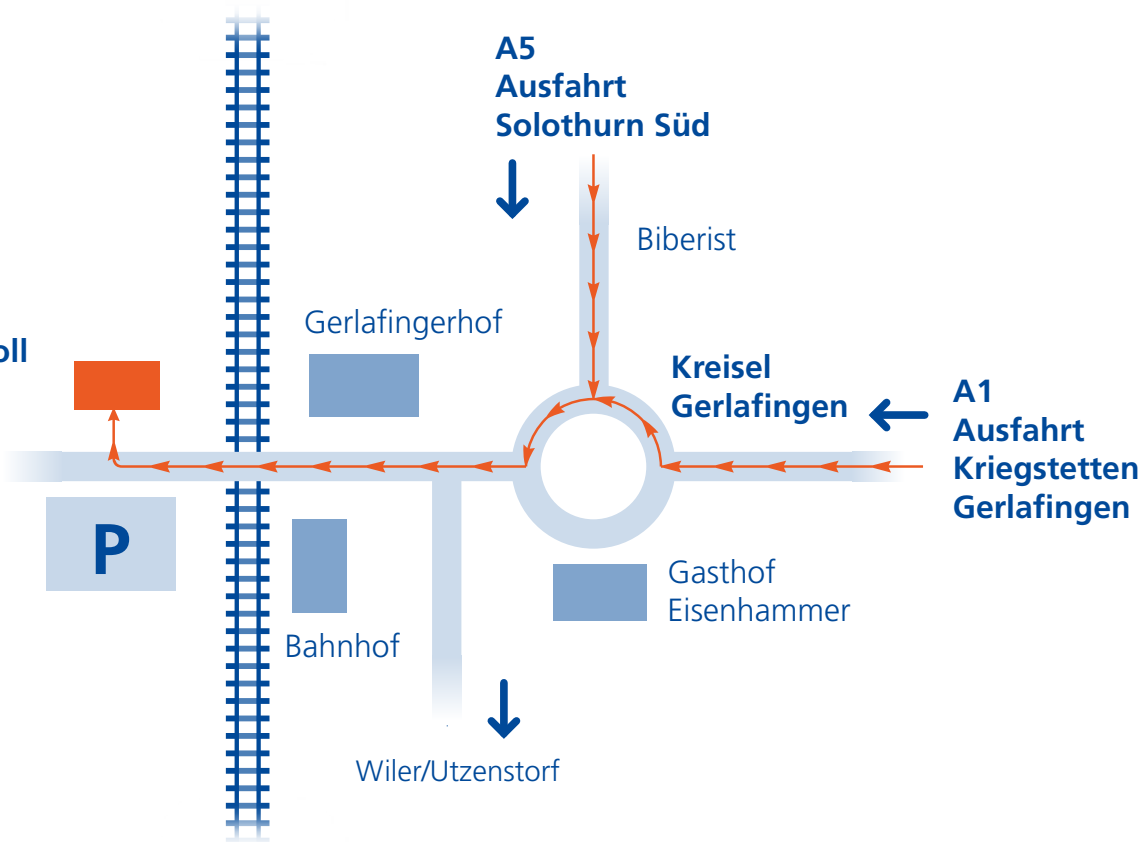 A5
Ausfahrt
Solothurn Süd
Biberist
Gerlafingerhof
Kreisel
Gerlafingen
A1
Ausfahrt
Kriegstetten
Gerlafingen
P
Gasthof
Eisenhammer
Bahnhof
Wiler/Utzenstorf